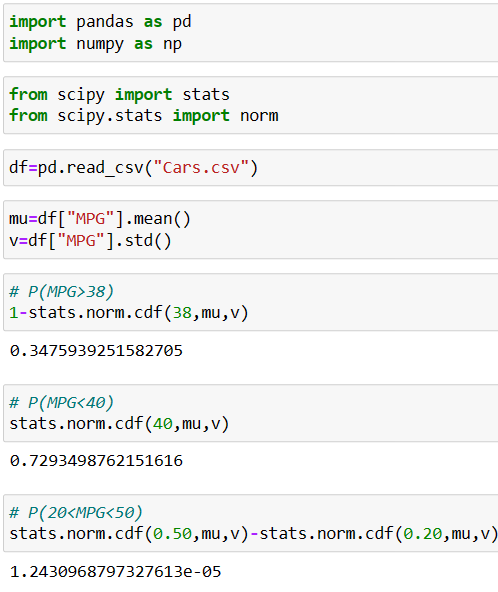 import pandas as pd
import numpy as np
from scipy import stats
from scipy.stats import norm
df=pd.read_csv("Cars.csv")
mu=df["MPG"].mean()
v=df["MPG"].std()
# P(MPG>38)
1-stats.norm.cdf(38,mu,v)
0.3475939251582705
# P(MPG<40)
stats.norm.cdf(40,mu,v)
0.7293498762151616
# P(20<MPG<50)
stats.norm.cdf(0.50,mu,v)-stats.norm.cdf(0.20,mu,v)
1.2430968797327613e-05